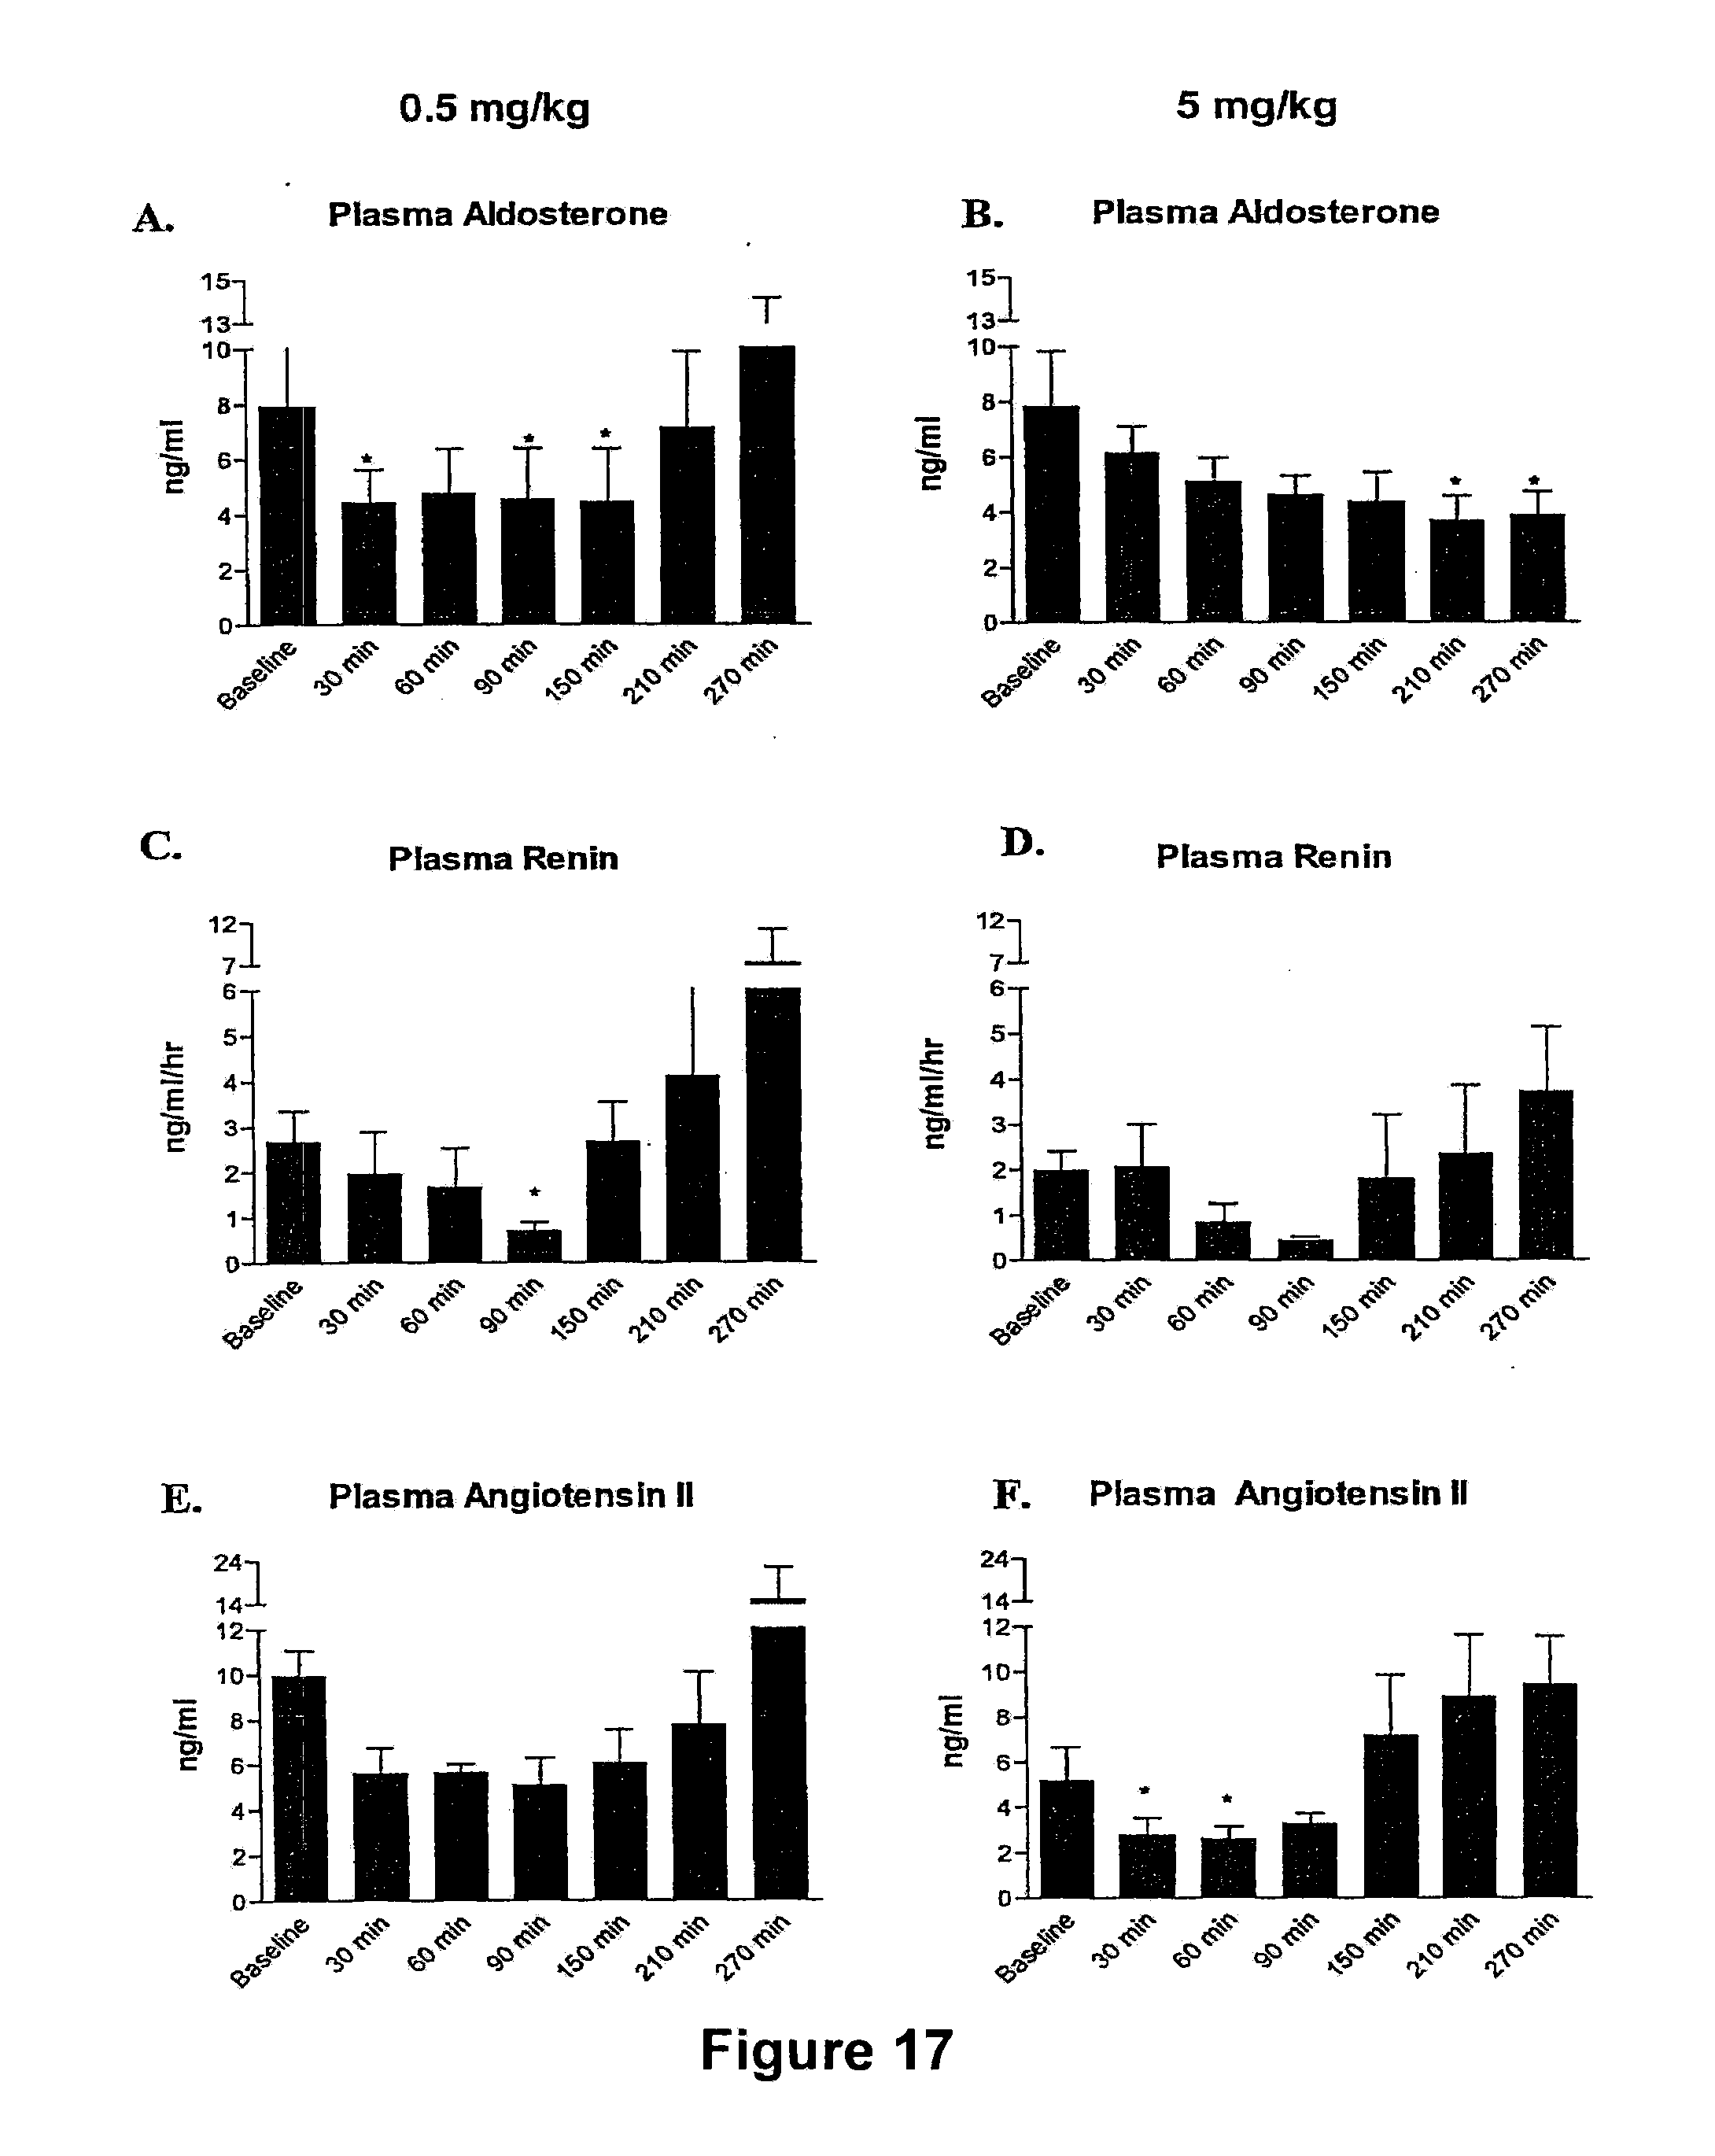 0.5 mg/kg
5 mg/kg
A.
Plasma Aldosterone
15
13
10
8
6
4
2
0
ng/ml
*
*
*
Baseline
30 min
60 min
90 min
150 min
210 min
270 min
B.
Plasma Aldosterone
15
13
10
8
6
4
2
0
ng/ml
*
*
Baseline
30 min
60 min
90 min
150 min
210 min
270 min
C.
Plasma Renin
12
7
6
5
4
3
2
1
0
ng/ml/hr
*
Baseline
30 min
60 min
90 min
150 min
210 min
270 min
D.
Plasma Renin
12
7
6
5
4
3
2
1
0
ng/ml/hr
Baseline
30 min
60 min
90 min
150 min
210 min
270 min
E.
Plasma Angiotensin II
24
14
12
10
8
6
4
2
0
ng/ml
Baseline
30 min
60 min
90 min
150 min
210 min
270 min
F.
Plasma Angiotensin II
24
14
12
10
8
6
4
2
0
ng/ml
*
*
Baseline
30 min
60 min
90 min
150 min
210 min
270 min
Figure 17